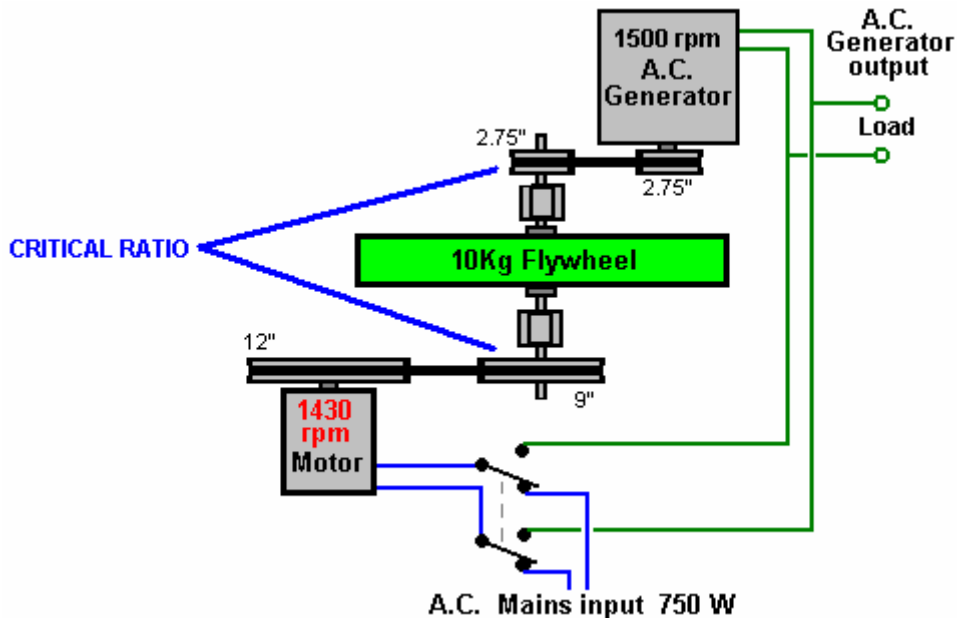 1500 rpm
A.C.
Generator
A.C.
Generator
output
Load
2.75"
2.75"
CRITICAL RATIO
10Kg Flywheel
12"
9"
1430
rpm
Motor
A.C. Mains input 750 W